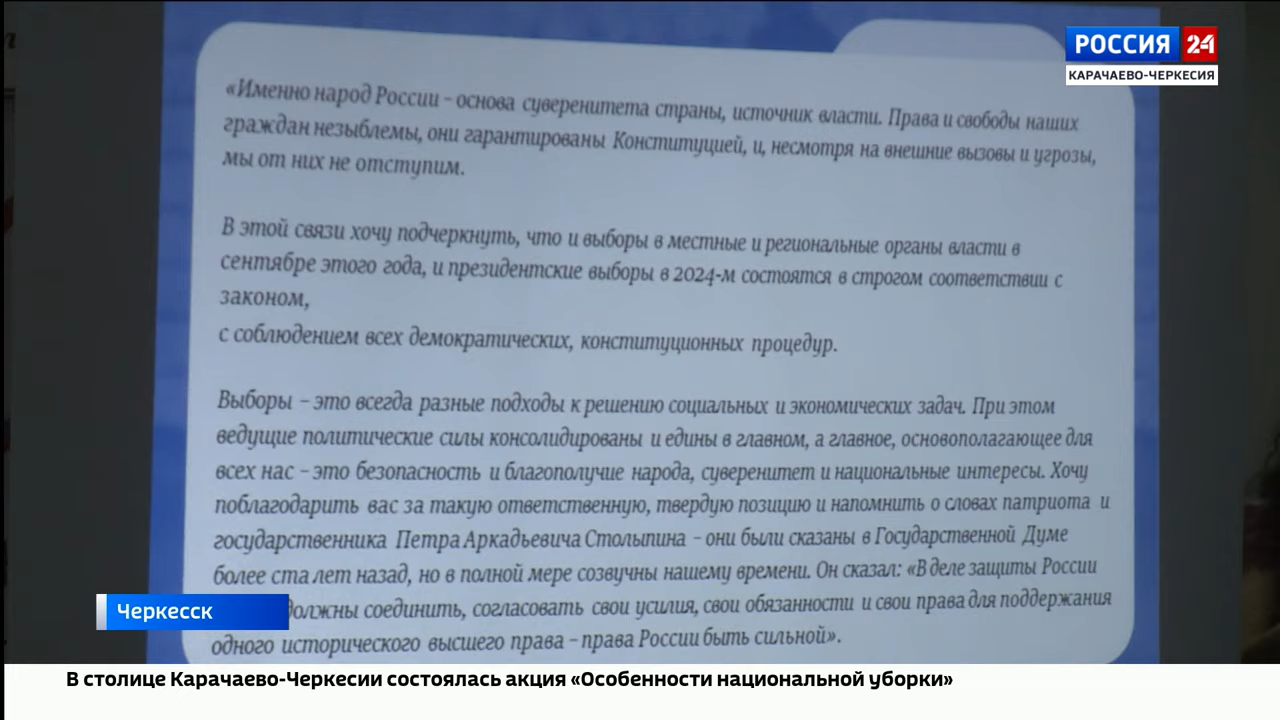 РОССИЯ 24
КАРАЧАЕВО-ЧЕРКЕСИЯ
«Именно народ России – основа суверенитета страны, источник власти. Права и свободы наших
граждан незыблемы, они гарантированы Конституцией, и, несмотря на внешние вызовы и угрозы,
мы от них не отступим.
В этой связи хочу подчеркнуть, что и выборы в местные и региональные органы власти в
сентябре этого года, и президентские выборы в 2024-м состоятся в строгом соответствии с
законом,
с соблюдением всех демократических, конституционных процедур.
Выборы – это всегда разные подходы к решению социальных и экономических задач. При этом
ведущие политические силы консолидированы и едины в главном, а главное, основополагающее для
всех нас – это безопасность и благополучие народа, суверенитет и национальные интересы. Хочу
поблагодарить вас за такую ответственную, твердую позицию и напомнить о словах патриота и
государственника Петра Аркадьевича Столыпина – они были сказаны в Государственной Думе
более ста лет назад, но в полной мере созвучны нашему времени. Он сказал: «В деле защиты России
должны соединить, согласовать свои усилия, свои обязанности и свои права для поддержания
одного исторического высшего права – права России быть сильной».
Черкесск
В столице Карачаево-Черкесии состоялась акция «Особенности национальной уборки»